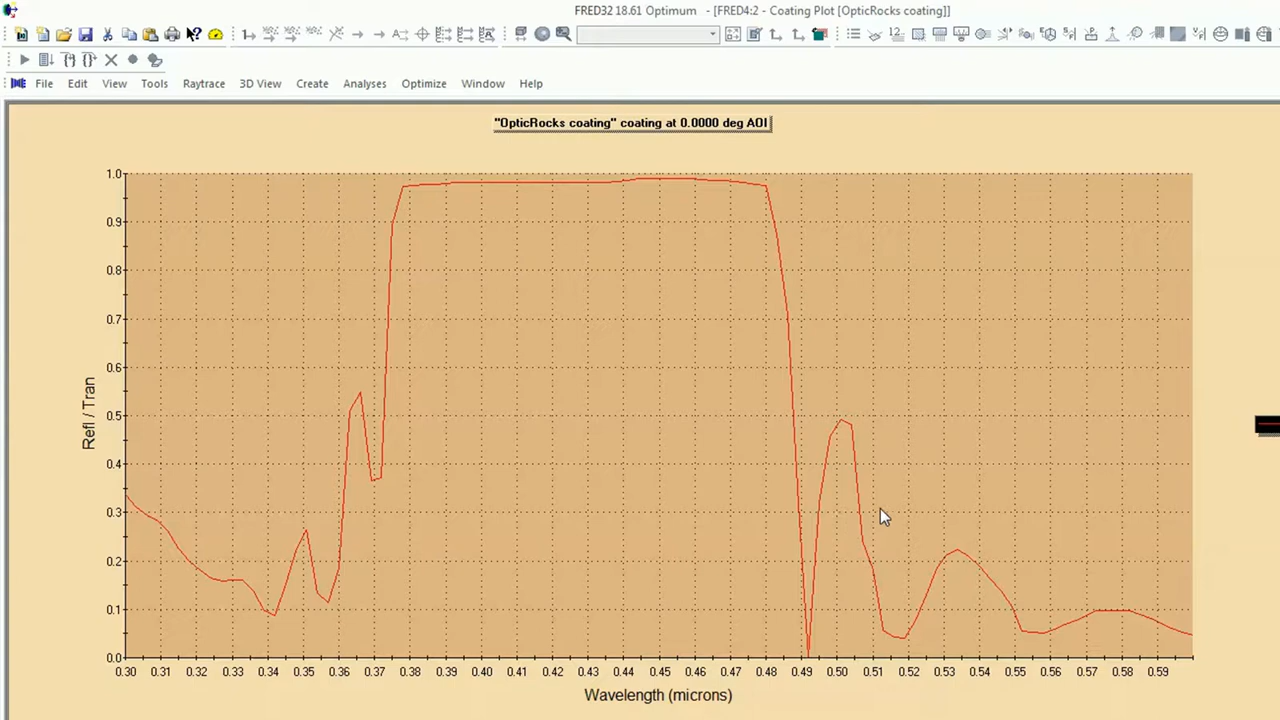 FRED32 18.61 Optimum - [FRED4:2 - Coating Plot [OpticRocks coating]]
File Edit View Tools Raytrace 3D View Create Analyses Optimize Window Help
"OpticRocks coating" coating at 0.0000 deg AOI
1.0
0.9
0.8
0.7
0.6
0.5
0.4
0.3
0.2
0.1
0.0
Refl / Tran
0.30 0.31 0.32 0.33 0.34 0.35 0.36 0.37 0.38 0.39 0.40 0.41 0.42 0.43 0.44 0.45 0.46 0.47 0.48 0.49 0.50 0.51 0.52 0.53 0.54 0.55 0.56 0.57 0.58 0.59
Wavelength (microns)